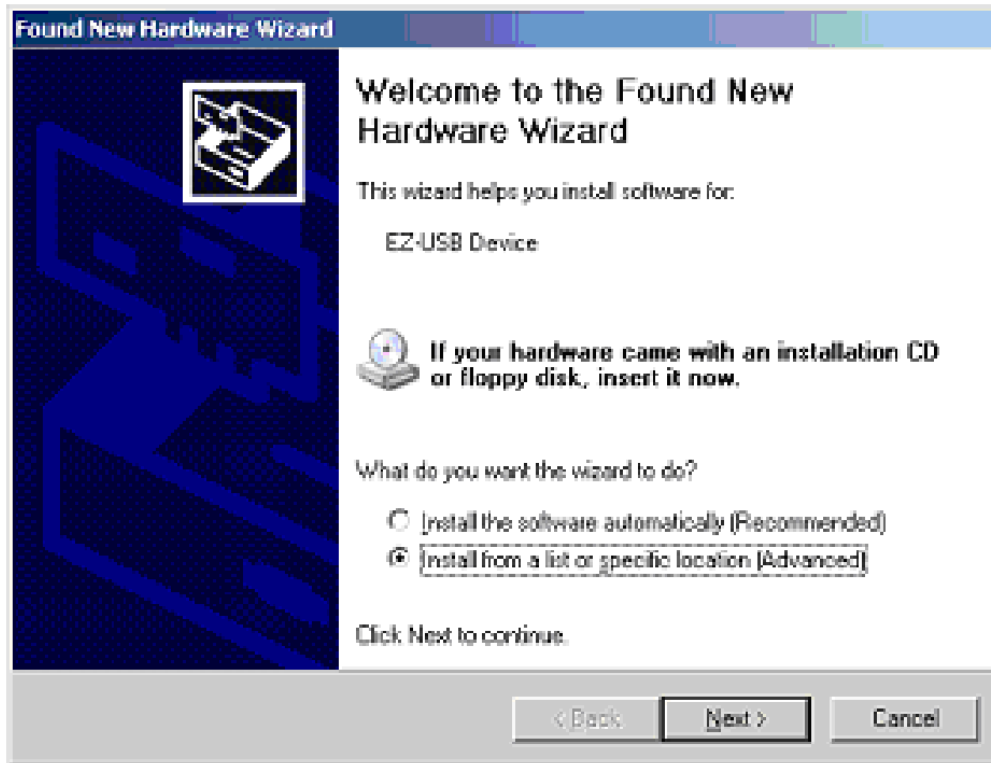 Found New Hardware Wizard
Welcome to the Found New
Hardware Wizard
This wizard helps you install software for:
EZ-USB Device
If your hardware came with an installation CD
or floppy disk, insert it now.
What do you want the wizard to do?
Install the software automatically (Recommended)
Install from a list or specific location (Advanced)
Click Next to continue.
< Back
Next >
Cancel